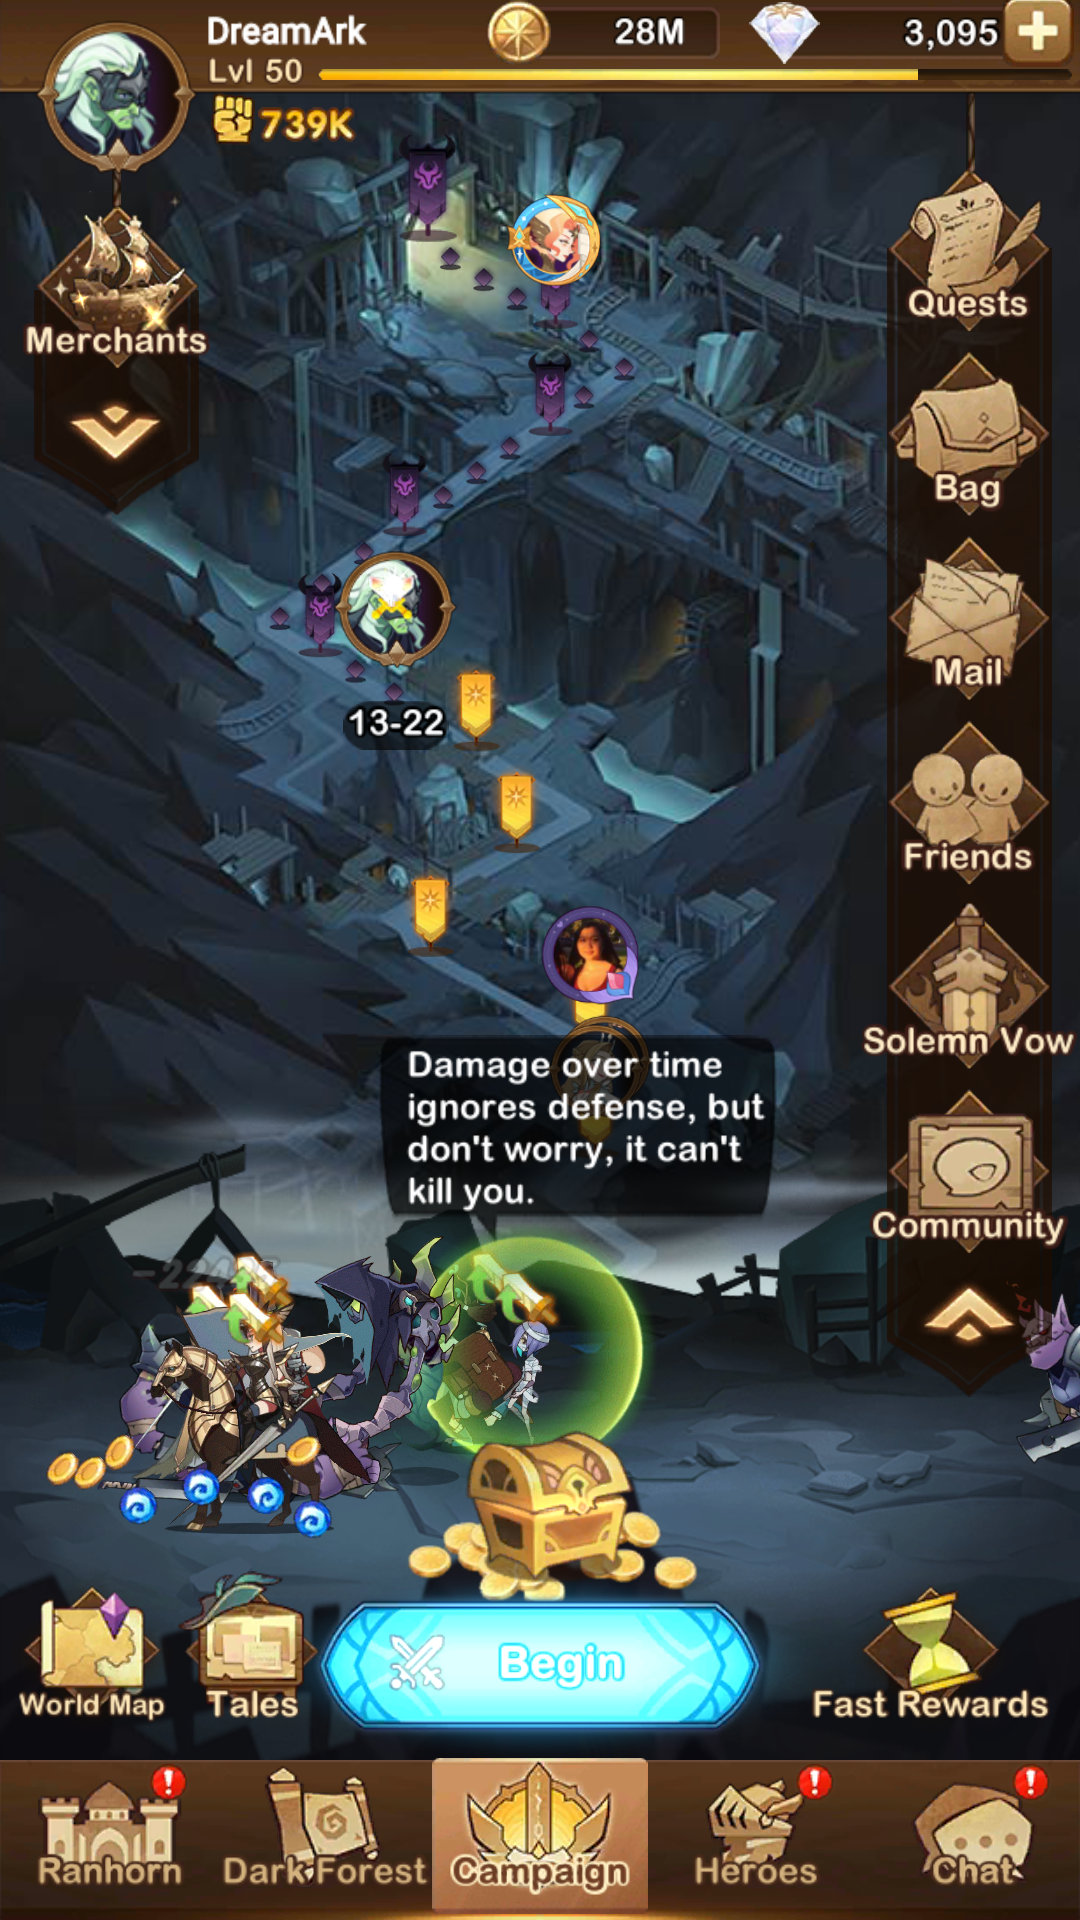 DreamArk
28M
3,095
Lvl 50
739K
Merchants
Quests
Bag
Mail
13-22
Friends
Solemn Vow
Damage over time
ignores defense, but
don't worry, it can't
kill you.
Community
Begin
World Map
Tales
Fast Rewards
Ranhorn
Dark Forest
Campaign
Heroes
Chat